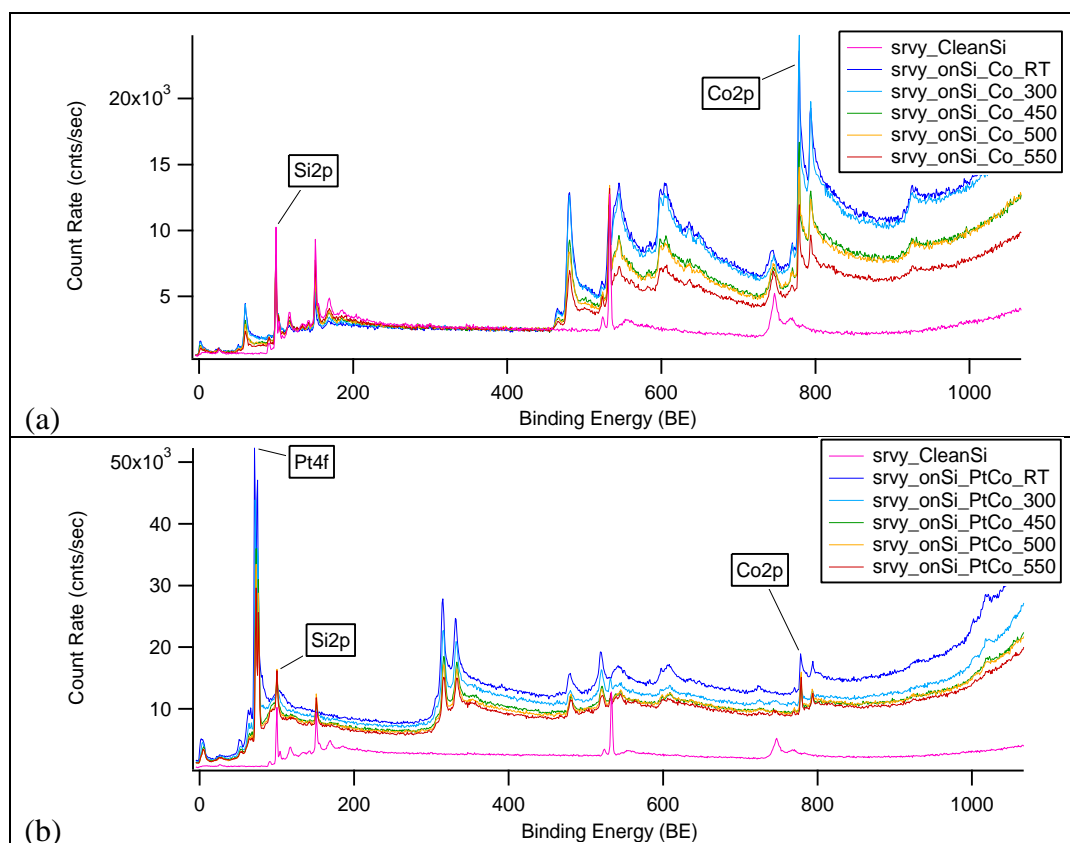 srvy_CleanSi
srvy_onSi_Co_RT
srvy_onSi_Co_300
srvy_onSi_Co_450
srvy_onSi_Co_500
srvy_onSi_Co_550
Co2p
Si2p
Count Rate (cnts/sec)
20x10³
15
10
5
0 200 400 600 800 1000
Binding Energy (BE)
(a)
srvy_CleanSi
srvy_onSi_PtCo_RT
srvy_onSi_PtCo_300
srvy_onSi_PtCo_450
srvy_onSi_PtCo_500
srvy_onSi_PtCo_550
Pt4f
Co2p
Si2p
Count Rate (cnts/sec)
50x10³
40
30
20
10
0 200 400 600 800 1000
Binding Energy (BE)
(b)